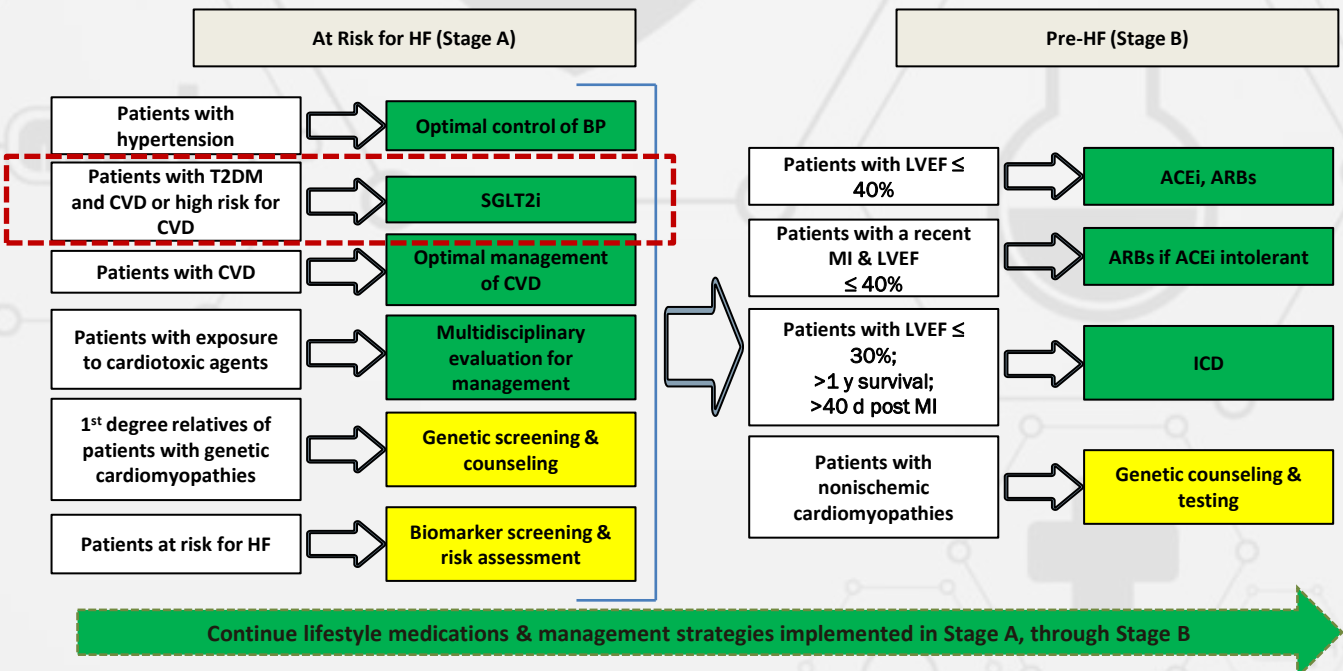 At Risk for HF (Stage A)
Pre-HF (Stage B)
Patients with
hypertension
Optimal control of BP
Patients with T2DM
and CVD or high risk for
CVD
SGLT2i
Patients with CVD
Optimal management
of CVD
Patients with exposure
to cardiotoxic agents
Multidisciplinary
evaluation for
management
1st degree relatives of
patients with genetic
cardiomyopathies
Genetic screening &
counseling
Patients at risk for HF
Biomarker screening &
risk assessment
Patients with LVEF ≤
40%
ACEi, ARBs
Patients with a recent
MI & LVEF
≤ 40%
ARBs if ACEi intolerant
Patients with LVEF ≤
30%;
>1 y survival;
>40 d post MI
ICD
Patients with
nonischemic
cardiomyopathies
Genetic counseling &
testing
Continue lifestyle medications & management strategies implemented in Stage A, through Stage B